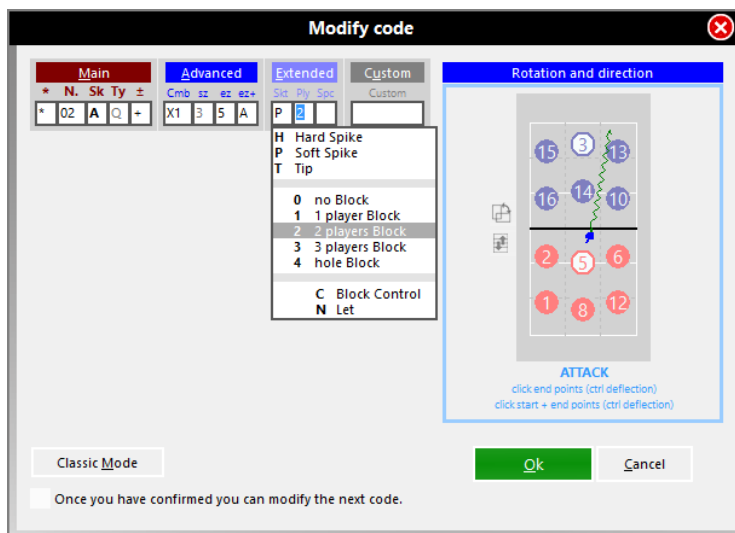 Modify code
Main Advanced Extended Custom
* N. Sk Ty ± Cmb sz ez ez+ Skt Ply Spc Custom
* 02 A Q + X1 3 5 A P 2
H Hard Spike
P Soft Spike
T Tip
0 no Block
1 1 player Block
2 2 players Block
3 3 players Block
4 hole Block
C Block Control
N Let
Rotation and direction
15 3 13
16 14 10
2 5 6
1 8 12
ATTACK
click end points (ctrl deflection)
click start + end points (ctrl deflection)
Classic Mode
Ok Cancel
Once you have confirmed you can modify the next code.